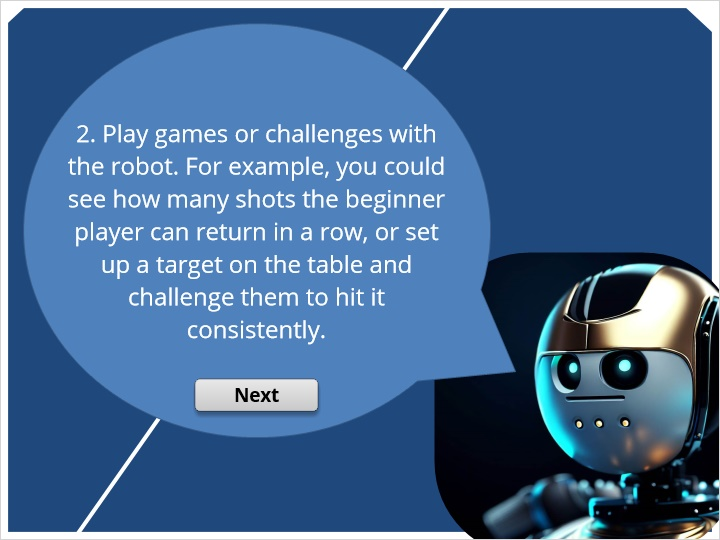 2. Play games or challenges with
the robot. For example, you could
see how many shots the beginner
player can return in a row, or set
up a target on the table and
challenge them to hit it
consistently.
Next